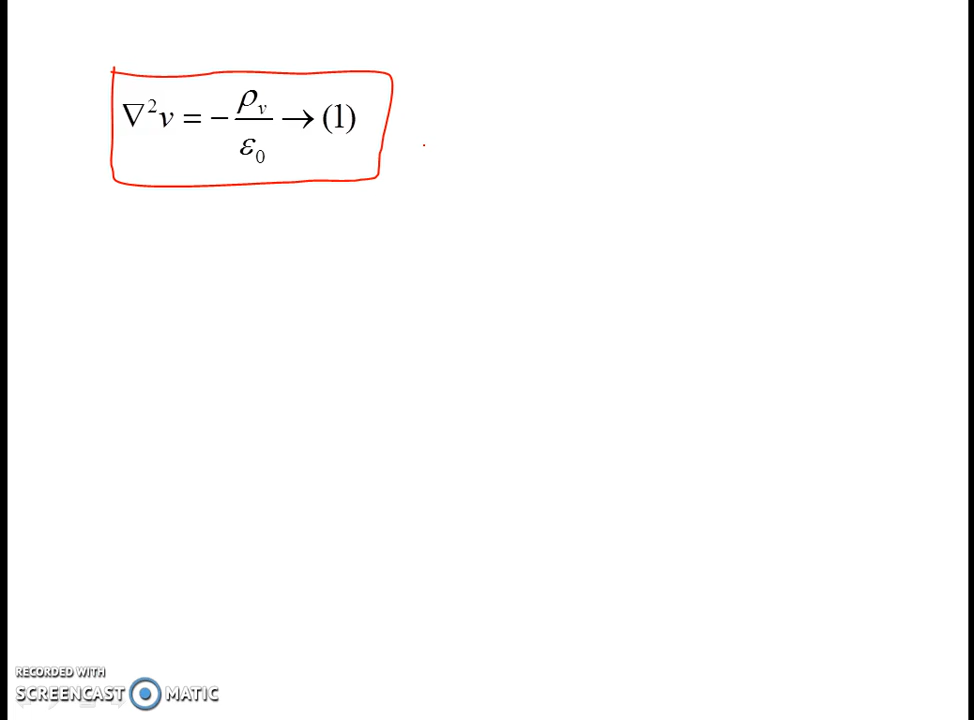 ∇²v = −ρᵥ/ε₀ → (1)
RECORDED WITH
SCREENCAST MATIC